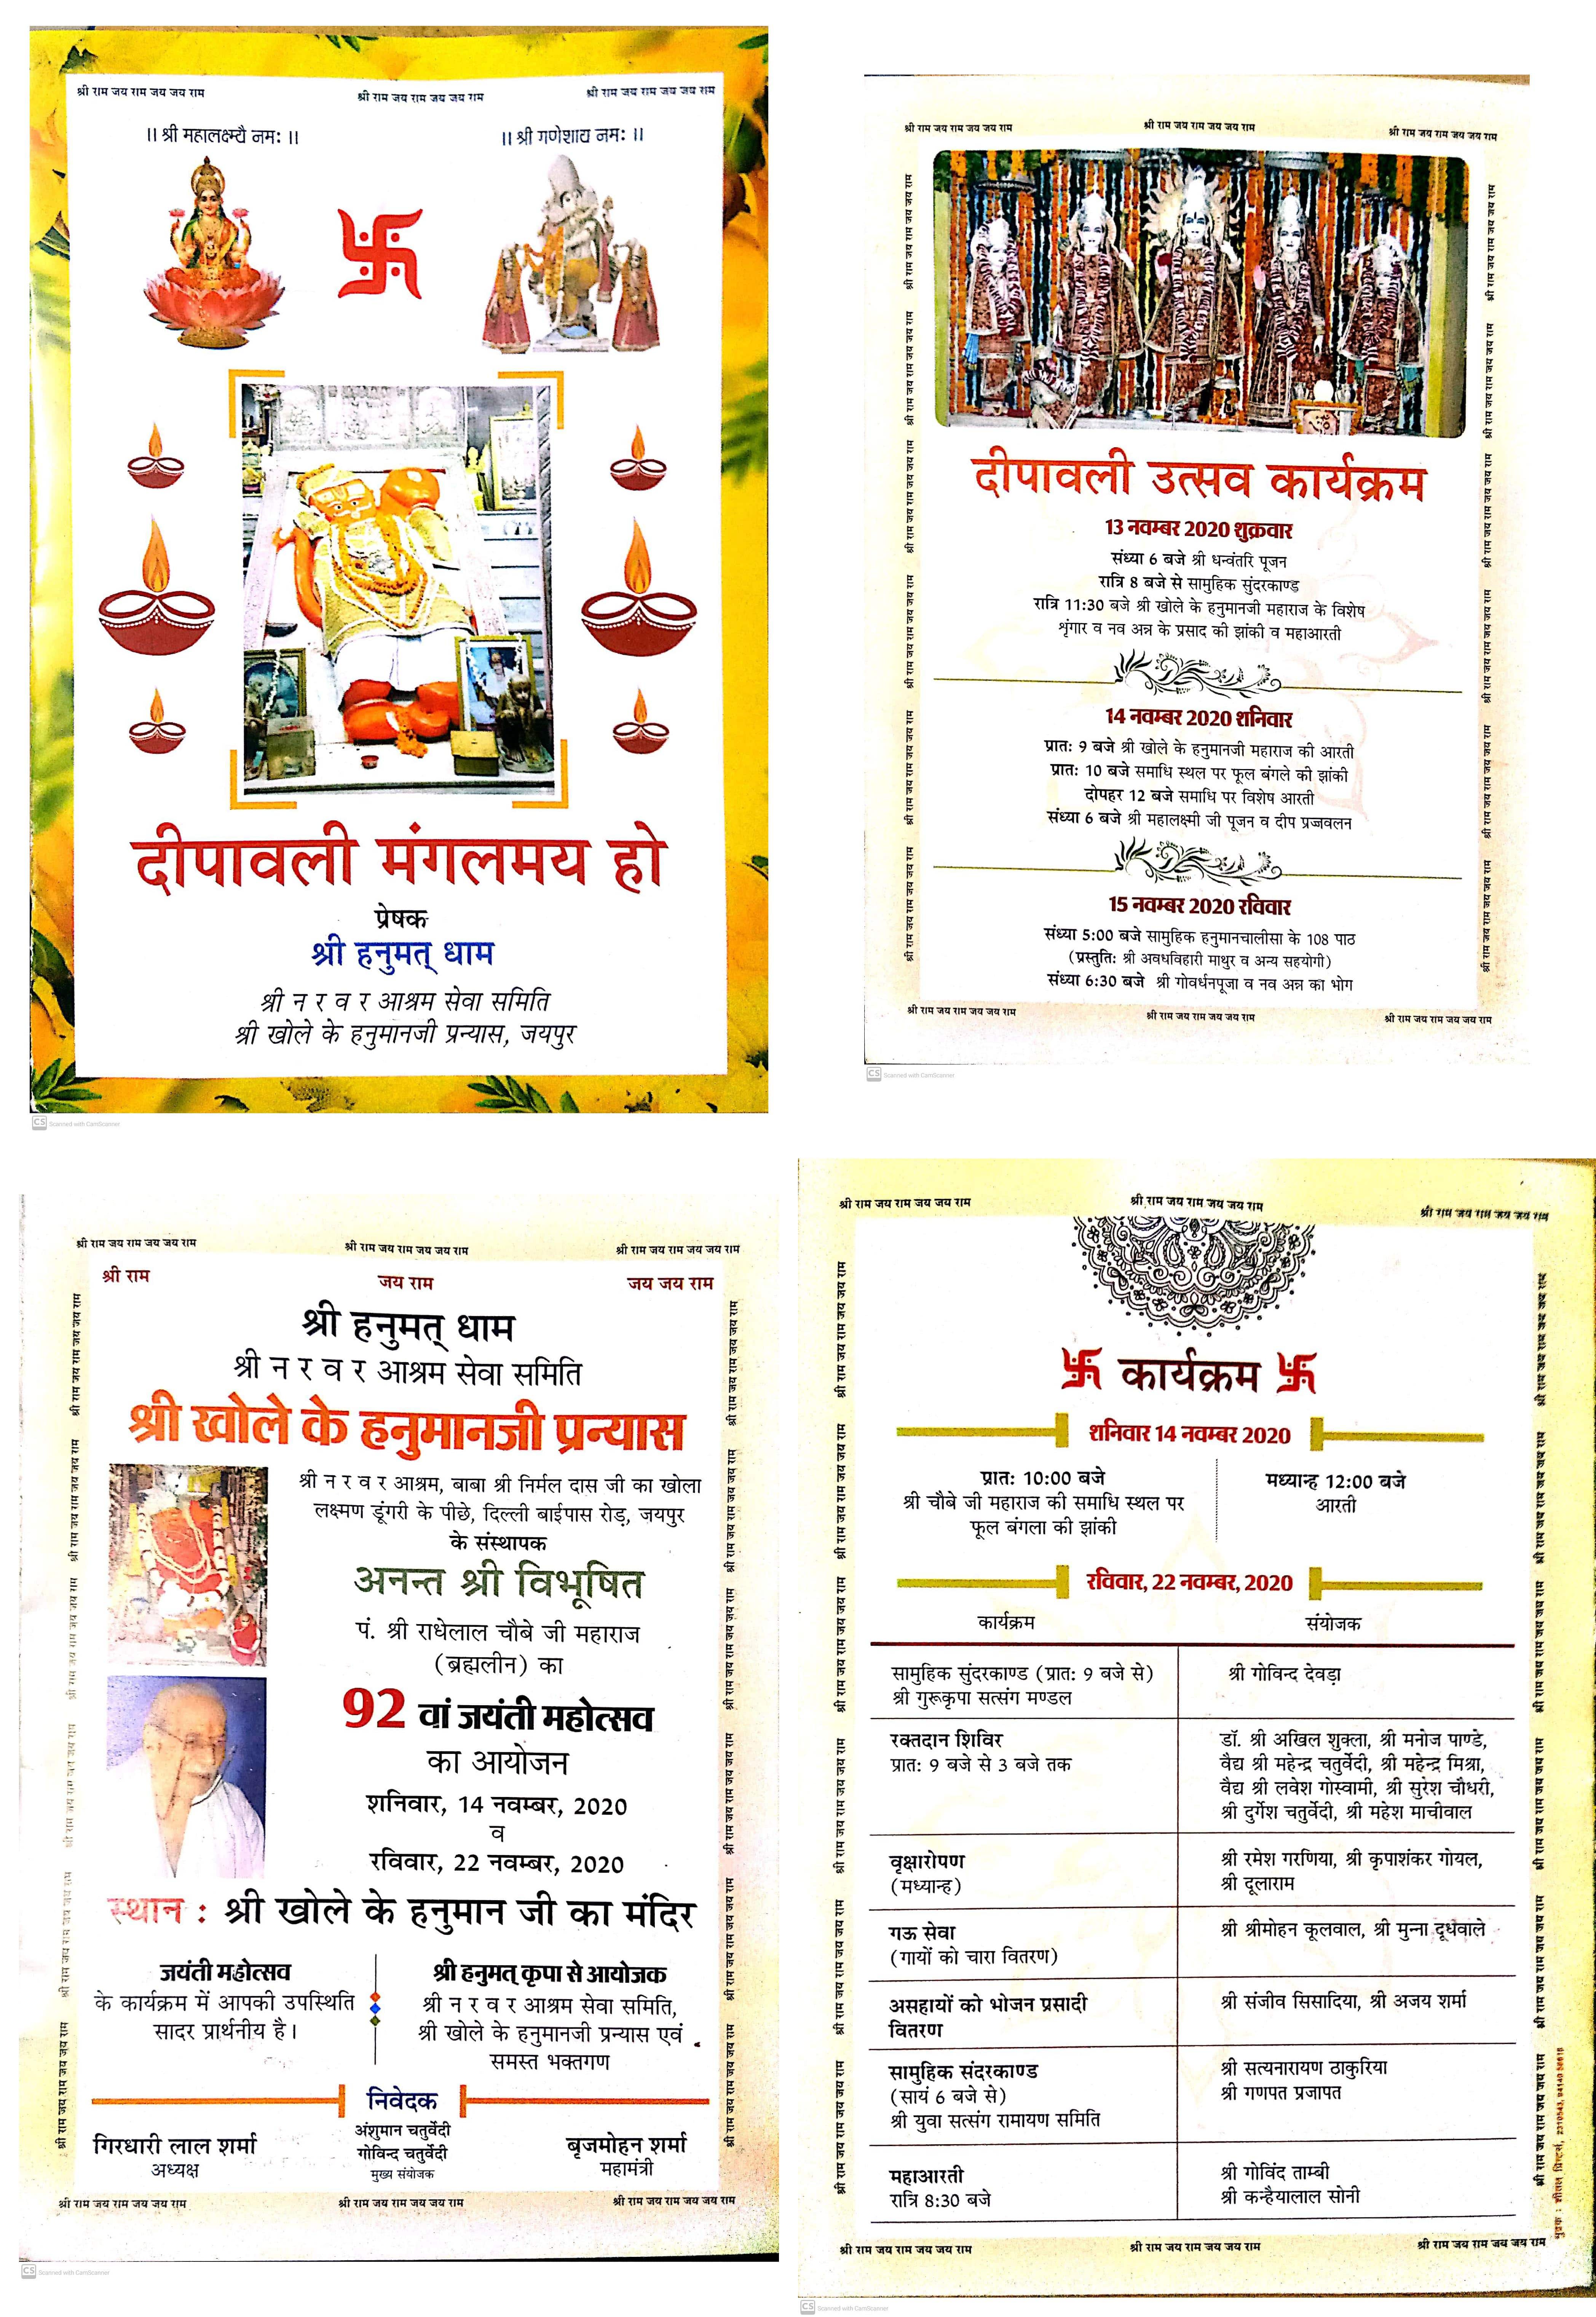 श्री राम जय राम जय जय राम
श्री राम जय राम जय जय राम
श्री राम जय राम जय जय राम
।। श्री महालक्ष्म्यै नमः ।।
।। श्री गणेशाय नमः ।।
दीपावली मंगलमय हो
प्रेषक
श्री हनुमत् धाम
श्री न र व र आश्रम सेवा समिति
श्री खोले के हनुमानजी प्रन्यास, जयपुर
CS Scanned with CamScanner
श्री राम जय राम जय जय राम
श्री राम जय राम जय जय राम
श्री राम जय राम जय जय राम
दीपावली उत्सव कार्यक्रम
13 नवम्बर 2020 शुक्रवार
संध्या 6 बजे श्री धन्वंतरि पूजन
रात्रि 8 बजे से सामुहिक सुंदरकाण्ड
रात्रि 11:30 बजे श्री खोले के हनुमानजी महाराज के विशेष
शृंगार व नव अन्न के प्रसाद की झांकी व महाआरती
14 नवम्बर 2020 शनिवार
प्रातः 9 बजे श्री खोले के हनुमानजी महाराज की आरती
प्रातः 10 बजे समाधि स्थल पर फूल बंगले की झांकी
दोपहर 12 बजे समाधि पर विशेष आरती
संध्या 6 बजे श्री महालक्ष्मी जी पूजन व दीप प्रज्जवलन
15 नवम्बर 2020 रविवार
संध्या 5:00 बजे सामुहिक हनुमानचालीसा के 108 पाठ
(प्रस्तुति: श्री अवधविहारी माथुर व अन्य सहयोगी)
संध्या 6:30 बजे श्री गोवर्धनपूजा व नव अन्न का भोग
श्री राम जय राम जय जय राम
श्री राम जय राम जय जय राम
श्री राम जय राम जय जय राम
CS Scanned with CamScanner
श्री राम जय राम जय जय राम
श्री राम जय राम जय जय राम
श्री राम जय राम जय जय राम
श्री राम
जय राम
जय जय राम
श्री हनुमत् धाम
श्री न र व र आश्रम सेवा समिति
श्री खोले के हनुमानजी प्रन्यास
श्री न र व र आश्रम, बाबा श्री निर्मल दास जी का खोला
लक्ष्मण डूंगरी के पीछे, दिल्ली बाईपास रोड़, जयपुर
के संस्थापक
अनन्त श्री विभूषित
पं. श्री राधेलाल चौबे जी महाराज
(ब्रह्मलीन) का
92 वां जयंती महोत्सव
का आयोजन
शनिवार, 14 नवम्बर, 2020
व
रविवार, 22 नवम्बर, 2020
स्थान : श्री खोले के हनुमान जी का मंदिर
जयंती महोत्सव
के कार्यक्रम में आपकी उपस्थिति
सादर प्रार्थनीय है।
श्री हनुमत् कृपा से आयोजक
श्री न र व र आश्रम सेवा समिति,
श्री खोले के हनुमानजी प्रन्यास एवं
समस्त भक्तगण
निवेदक
गिरधारी लाल शर्मा
अध्यक्ष
अंशुमान चतुर्वेदी
गोविन्द चतुर्वेदी
मुख्य संयोजक
बृजमोहन शर्मा
महामंत्री
श्री राम जय राम जय जय राम
श्री राम जय राम जय जय राम
श्री राम जय राम जय जय राम
CS Scanned with CamScanner
श्री राम जय राम जय जय राम
श्री राम जय राम जय जय राम
श्री राम जय राम जय जय राम
कार्यक्रम
शनिवार 14 नवम्बर 2020
प्रातः 10:00 बजे
श्री चौबे जी महाराज की समाधि स्थल पर
फूल बंगला की झांकी
मध्यान्ह 12:00 बजे
आरती
रविवार, 22 नवम्बर, 2020
कार्यक्रम
संयोजक
सामुहिक सुंदरकाण्ड (प्रातः 9 बजे से)
श्री गुरूकृपा सत्संग मण्डल
श्री गोविन्द देवड़ा
रक्तदान शिविर
प्रातः 9 बजे से 3 बजे तक
डॉ. श्री अखिल शुक्ला, श्री मनोज पाण्डे,
वैद्य श्री महेन्द्र चतुर्वेदी, श्री महेन्द्र मिश्रा,
वैद्य श्री लवेश गोस्वामी, श्री सुरेश चौधरी,
श्री दुर्गेश चतुर्वेदी, श्री महेश माचीवाल
वृक्षारोपण
(मध्यान्ह)
श्री रमेश गरणिया, श्री कृपाशंकर गोयल,
श्री दूलाराम
गऊ सेवा
(गायों को चारा वितरण)
श्री श्रीमोहन कूलवाल, श्री मुन्ना दूधेवाले
असहायों को भोजन प्रसादी
वितरण
श्री संजीव सिसादिया, श्री अजय शर्मा
सामुहिक संदरकाण्ड
(सायं 6 बजे से)
श्री युवा सत्संग रामायण समिति
श्री सत्यनारायण ठाकुरिया
श्री गणपत प्रजापत
महाआरती
रात्रि 8:30 बजे
श्री गोविंद ताम्बी
श्री कन्हैयालाल सोनी
श्री राम जय राम जय जय राम
श्री राम जय राम जय जय राम
श्री राम जय राम जय जय राम
CS Scanned with CamScanner